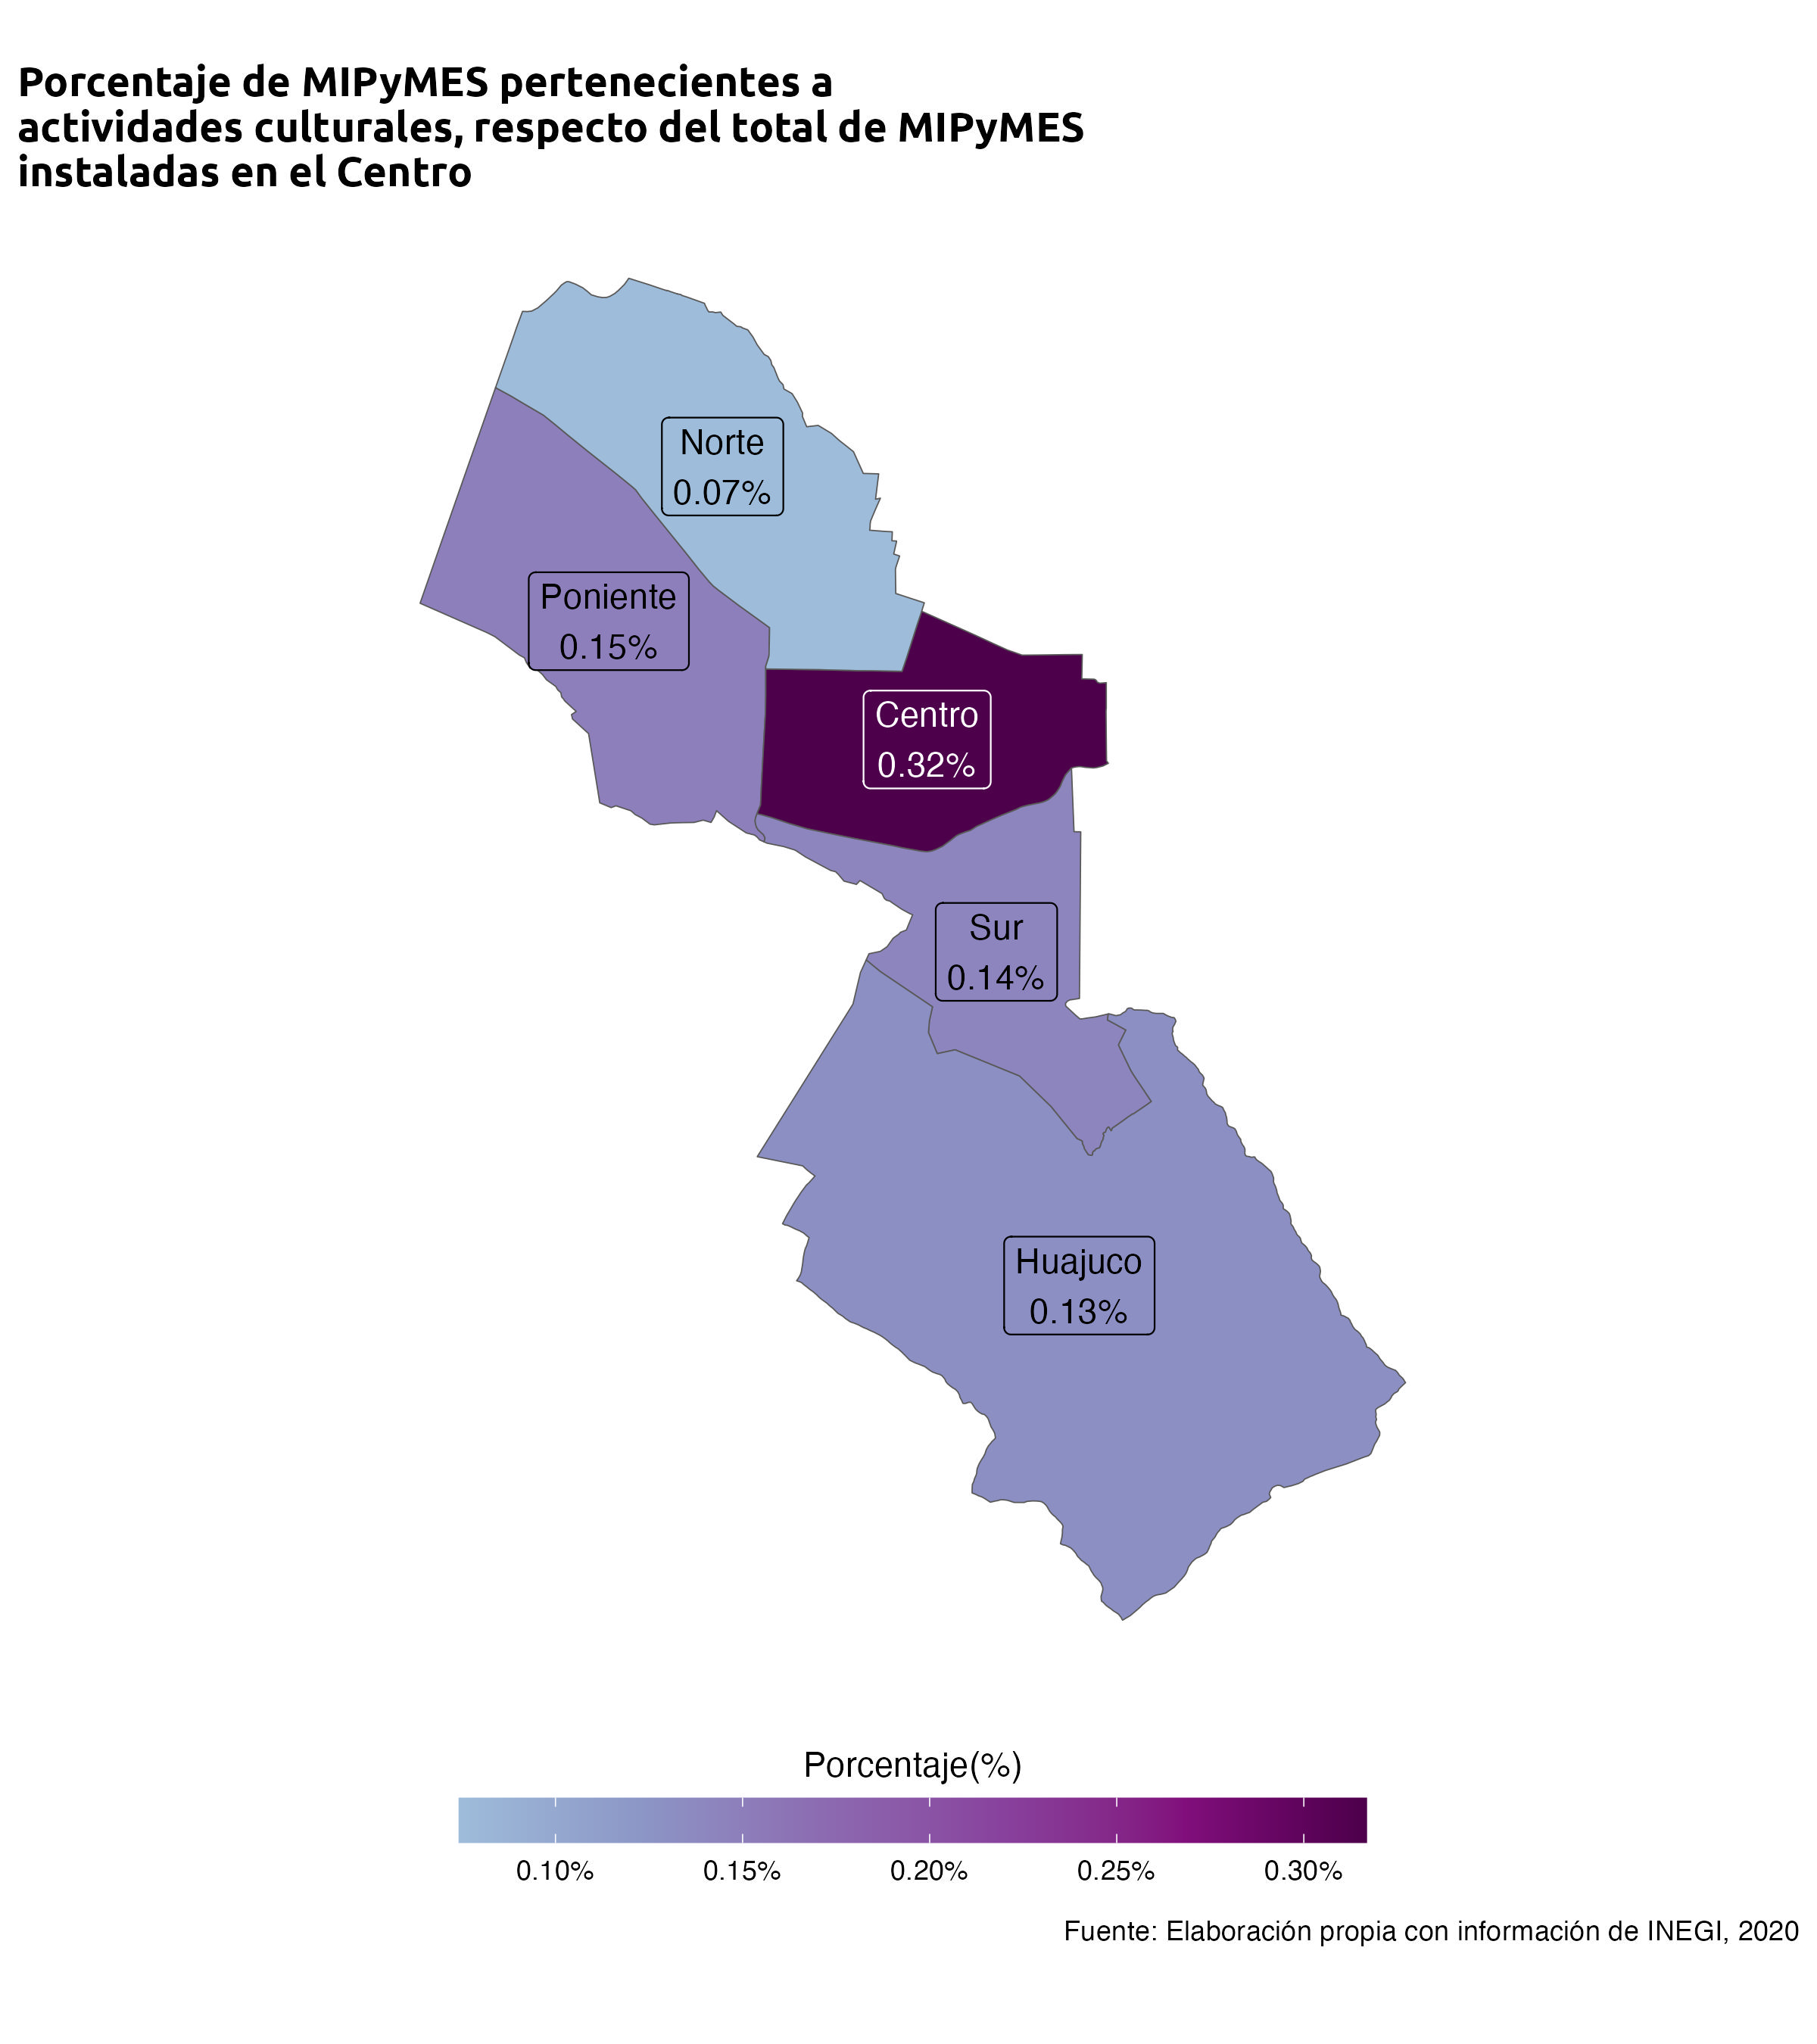 Porcentaje de MIPyMES pertenecientes a
actividades culturales, respecto del total de MIPyMES
instaladas en el Centro
Norte
0.07%
Poniente
0.15%
Centro
0.32%
Sur
0.14%
Huajuco
0.13%
Porcentaje(%)
0.10%
0.15%
0.20%
0.25%
0.30%
Fuente: Elaboración propia con información de INEGI, 2020